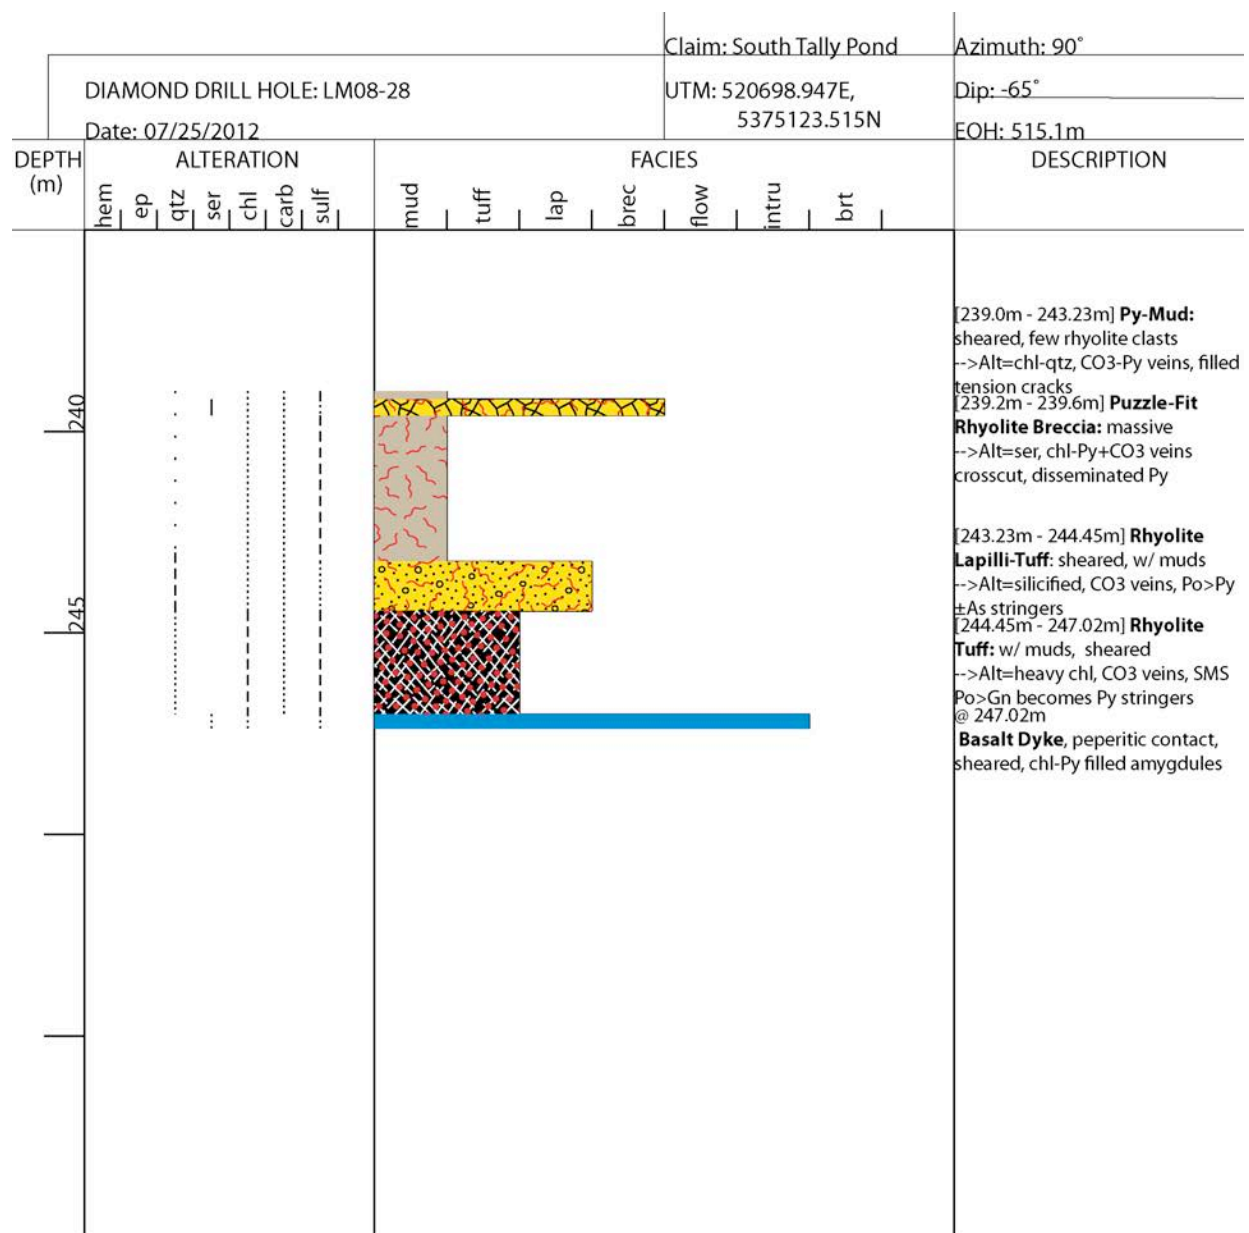 Claim: South Tally Pond
Azimuth: 90˚
DIAMOND DRILL HOLE: LM08-28
UTM: 520698.947E,
5375123.515N
Dip: -65˚
Date: 07/25/2012
EOH: 515.1m
DEPTH
(m)
ALTERATION
FACIES
DESCRIPTION
hem
ep
qtz
ser
chl
carb
sulf
mud
tuff
lap
brec
flow
intru
brt
240
245
[239.0m - 243.23m] Py-Mud:
sheared, few rhyolite clasts
-->Alt=chl-qtz, CO3-Py veins, filled
tension cracks
[239.2m - 239.6m] Puzzle-Fit
Rhyolite Breccia: massive
-->Alt=ser, chl-Py+CO3 veins
crosscut, disseminated Py
[243.23m - 244.45m] Rhyolite
Lapilli-Tuff: sheared, w/ muds
-->Alt=silicified, CO3 veins, Po>Py
±As stringers
[244.45m - 247.02m] Rhyolite
Tuff: w/ muds, sheared
-->Alt=heavy chl, CO3 veins, SMS
Po>Gn becomes Py stringers
@ 247.02m
Basalt Dyke, peperitic contact,
sheared, chl-Py filled amygdules